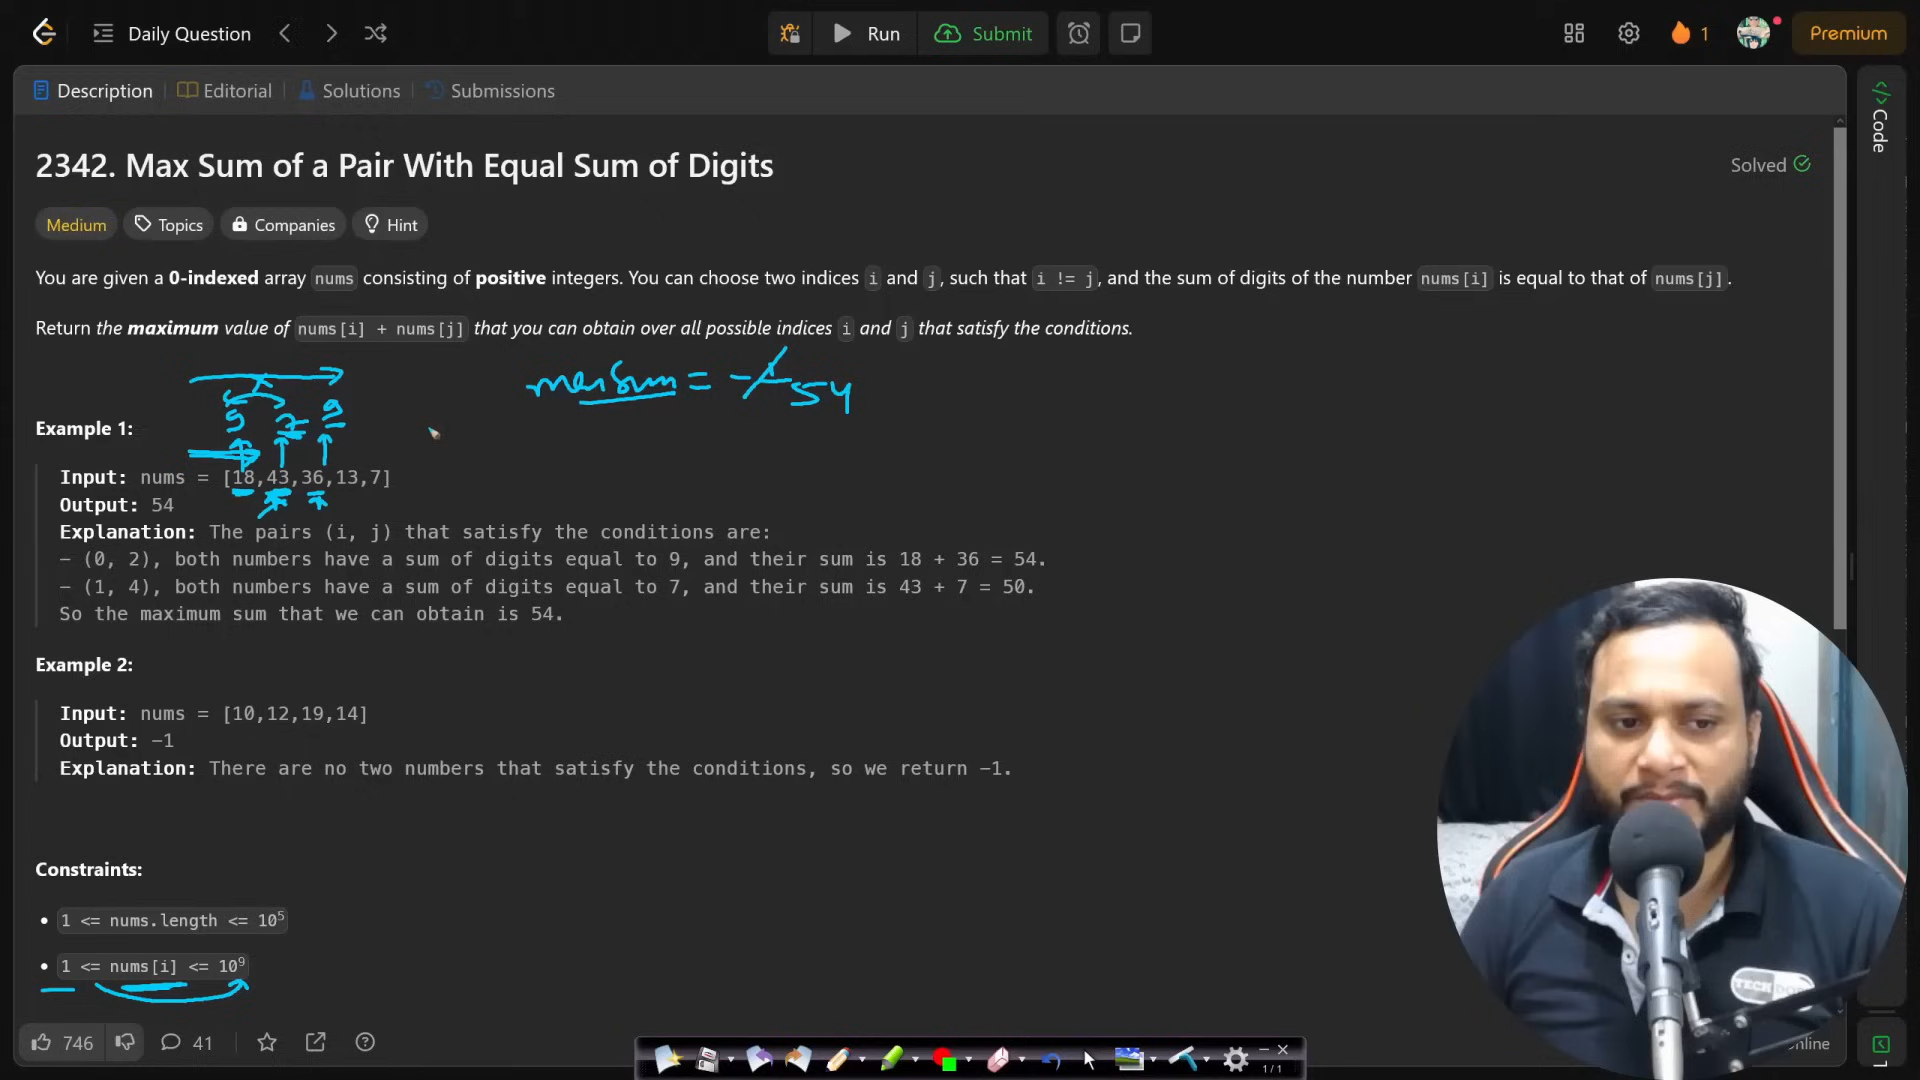 Daily Question
Run
Submit
1
Premium
Description
Editorial
Solutions
Submissions
Code
2342. Max Sum of a Pair With Equal Sum of Digits
Solved
Medium
Topics
Companies
Hint
You are given a 0-indexed array nums consisting of positive integers. You can choose two indices i and j, such that i != j, and the sum of digits of the number nums[i] is equal to that of nums[j].
Return the maximum value of nums[i] + nums[j] that you can obtain over all possible indices i and j that satisfy the conditions.
maxSum = -1 54
9 7 9
Example 1:
Input: nums = [18,43,36,13,7]
Output: 54
Explanation: The pairs (i, j) that satisfy the conditions are:
- (0, 2), both numbers have a sum of digits equal to 9, and their sum is 18 + 36 = 54.
- (1, 4), both numbers have a sum of digits equal to 7, and their sum is 43 + 7 = 50.
So the maximum sum that we can obtain is 54.
Example 2:
Input: nums = [10,12,19,14]
Output: -1
Explanation: There are no two numbers that satisfy the conditions, so we return -1.
Constraints:
• 1 <= nums.length <= 10⁵
• 1 <= nums[i] <= 10⁹
746
41
1/1